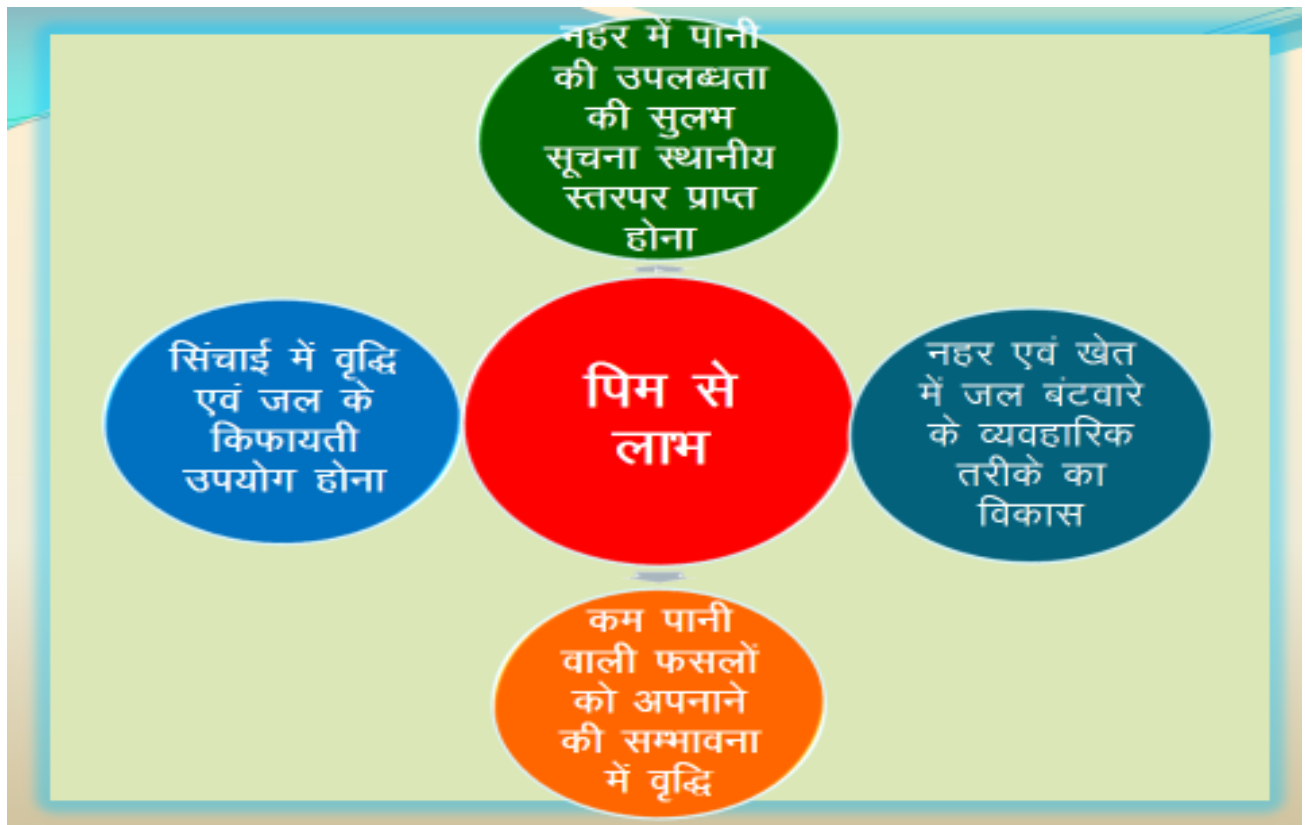 नहर में पानी
की उपलब्धता
की सुलभ
सूचना स्थानीय
स्तरपर प्राप्त
होना
सिंचाई में वृद्धि
एवं जल के
किफायती
उपयोग होना
पिम से
लाभ
नहर एवं खेत
में जल बंटवारे
के व्यवहारिक
तरीके का
विकास
कम पानी
वाली फसलों
को अपनाने
की सम्भावना
में वृद्धि